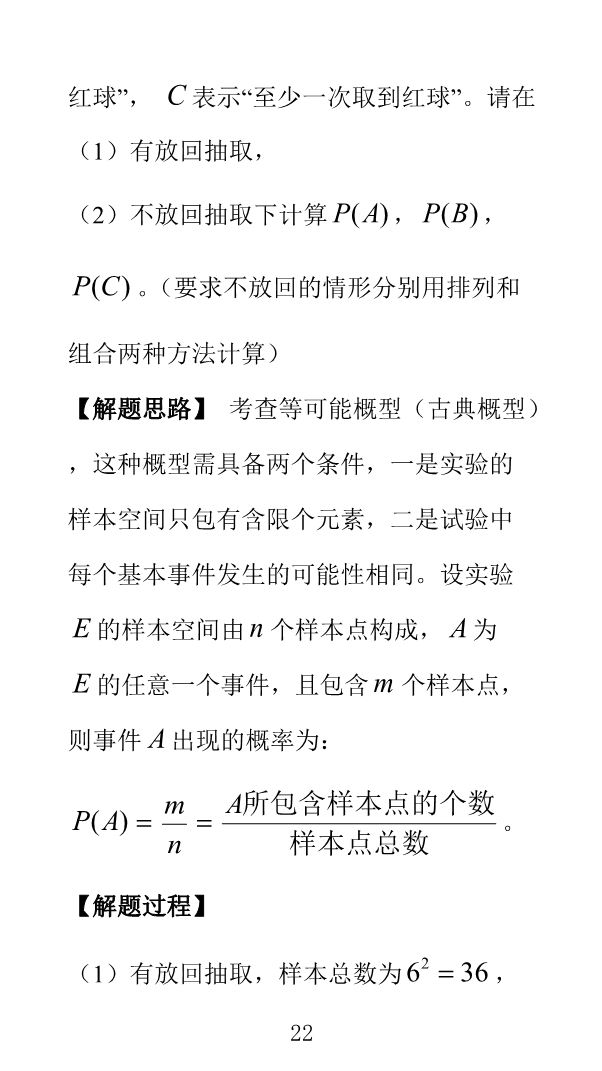 红球”， C 表示“至少一次取到红球”。请在
（1）有放回抽取，
（2）不放回抽取下计算 P(A)， P(B)，
P(C)。（要求不放回的情形分别用排列和
组合两种方法计算）
【解题思路】 考查等可能概型（古典概型）
，这种概型需具备两个条件，一是实验的
样本空间只包有含限个元素，二是试验中
每个基本事件发生的可能性相同。设实验
E 的样本空间由 n 个样本点构成， A 为
E 的任意一个事件，且包含 m 个样本点，
则事件 A 出现的概率为：
P(A) = m/n = A所包含样本点的个数/样本点总数 。
【解题过程】
（1）有放回抽取，样本总数为 6² = 36 ，
22